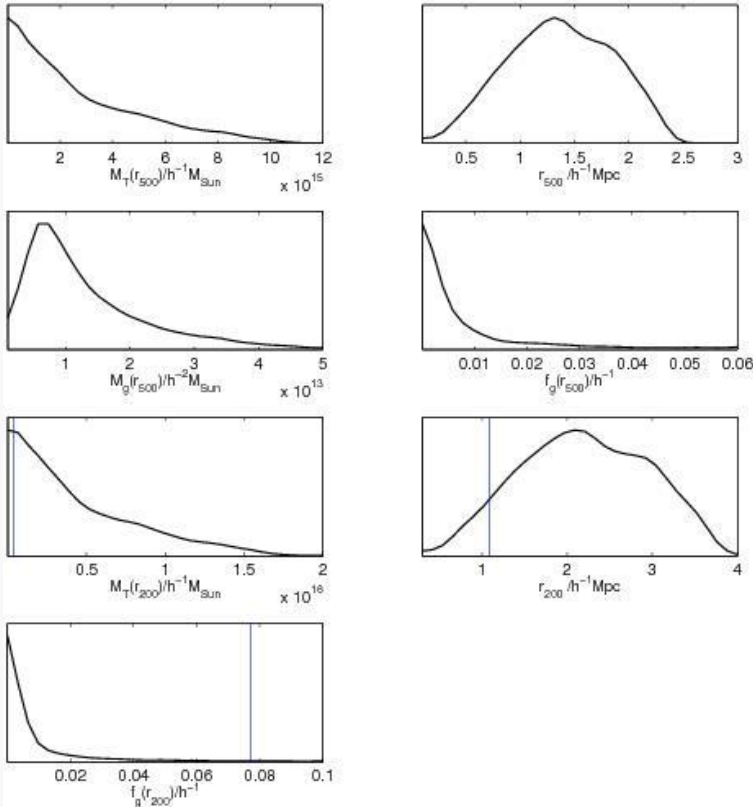 2 4 6 8 10 12
M_T(r_500)/h^-1 M_Sun
x 10^15
0.5 1 1.5 2 2.5 3
r_500 /h^-1 Mpc
1 2 3 4 5
M_g(r_500)/h^-2 M_Sun
x 10^13
0.01 0.02 0.03 0.04 0.05 0.06
f_g(r_500)/h^-1
0.5 1 1.5 2
M_T(r_200)/h^-1 M_Sun
x 10^16
1 2 3 4
r_200 /h^-1 Mpc
0.02 0.04 0.06 0.08 0.1
f_g(r_200)/h^-1